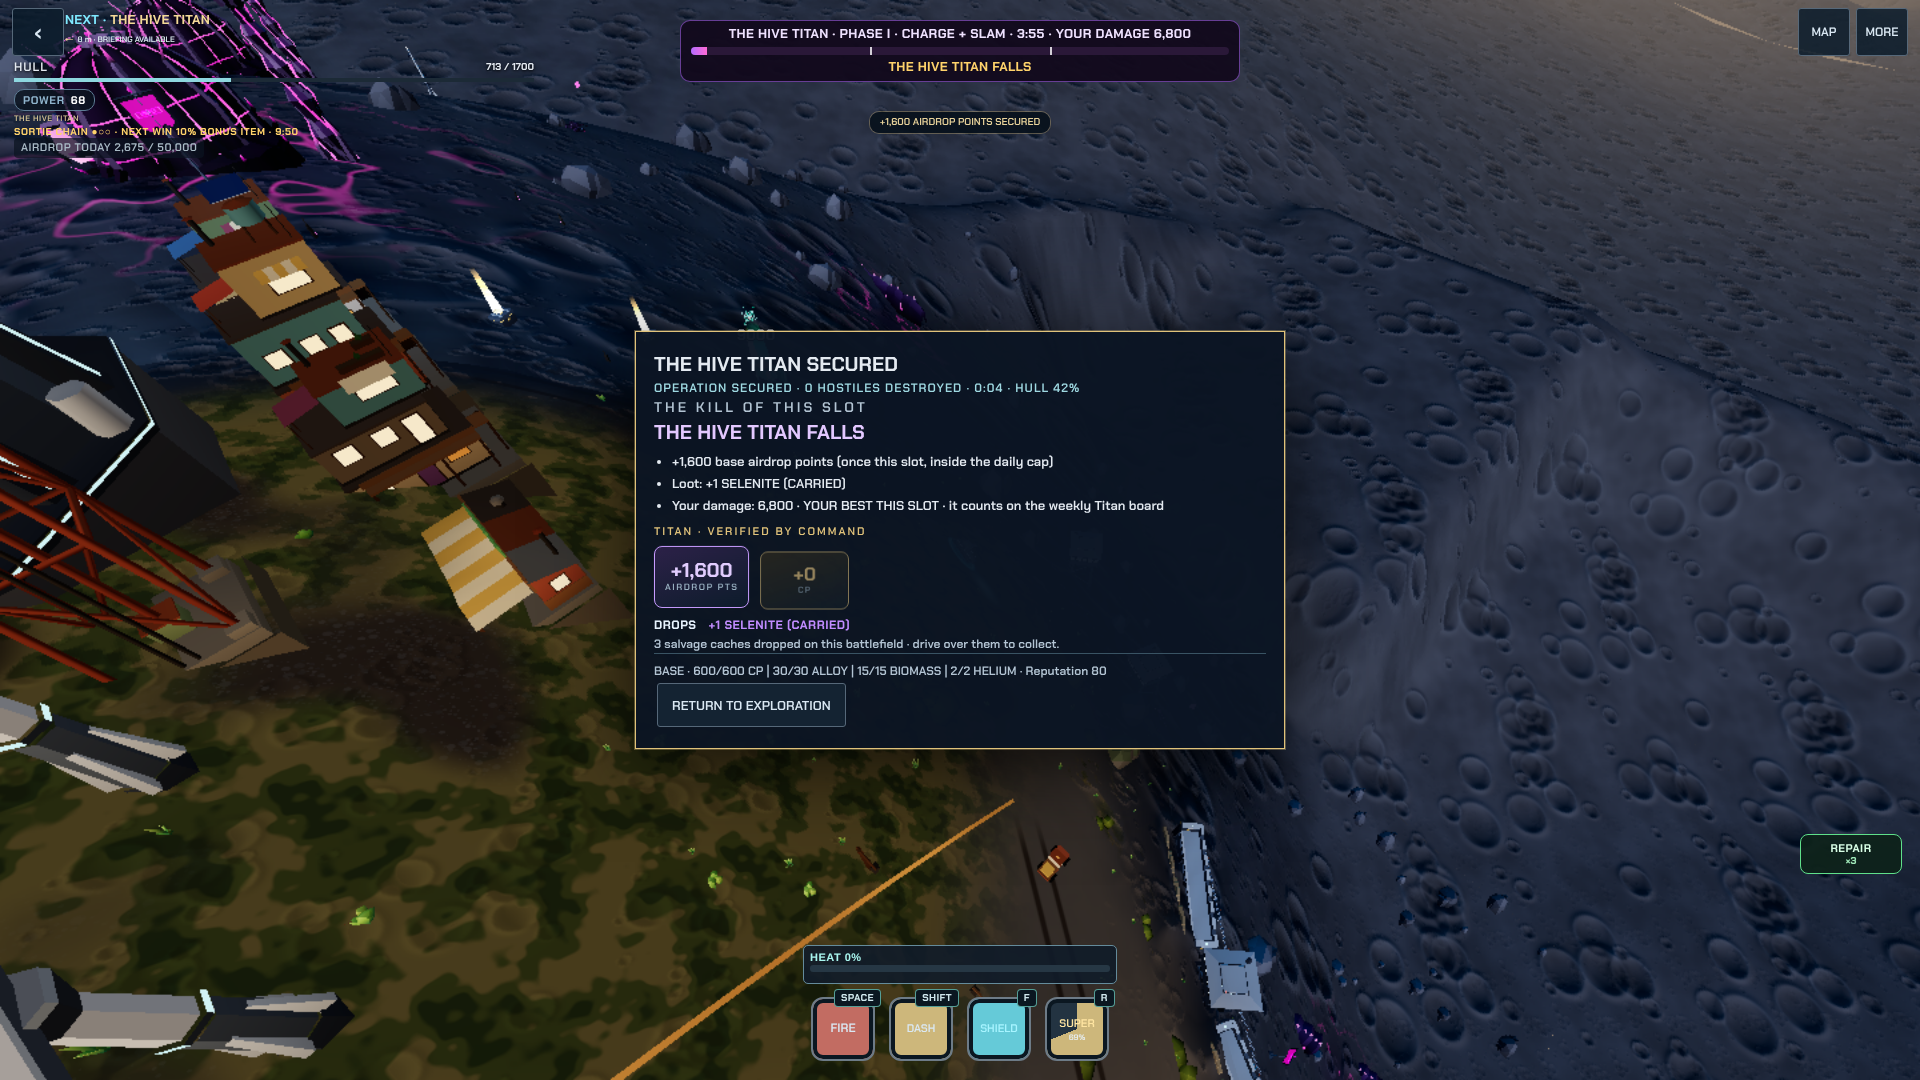 NEXT · THE HIVE TITAN
8 m · BRIEFING AVAILABLE
HULL
713 / 1700
POWER 68
THE HIVE TITAN
SORTIE CHAIN ●○○ · NEXT WIN 10% BONUS ITEM · 9:50
AIRDROP TODAY 2,675 / 50,000
THE HIVE TITAN · PHASE I · CHARGE + SLAM · 3:55 · YOUR DAMAGE 6,800
THE HIVE TITAN FALLS
+1,600 AIRDROP POINTS SECURED
MAP
MORE
THE HIVE TITAN SECURED
OPERATION SECURED · 0 HOSTILES DESTROYED · 0:04 · HULL 42%
THE KILL OF THIS SLOT
THE HIVE TITAN FALLS
• +1,600 base airdrop points (once this slot, inside the daily cap)
• Loot: +1 SELENITE (CARRIED)
• Your damage: 6,800 · YOUR BEST THIS SLOT · it counts on the weekly Titan board
TITAN · VERIFIED BY COMMAND
+1,600
AIRDROP PTS
+0
CP
DROPS +1 SELENITE (CARRIED)
3 salvage caches dropped on this battlefield · drive over them to collect.
BASE · 600/600 CP | 30/30 ALLOY | 15/15 BIOMASS | 2/2 HELIUM · Reputation 80
RETURN TO EXPLORATION
REPAIR
×3
HEAT 0%
SPACE
FIRE
SHIFT
DASH
F
SHIELD
R
SUPER